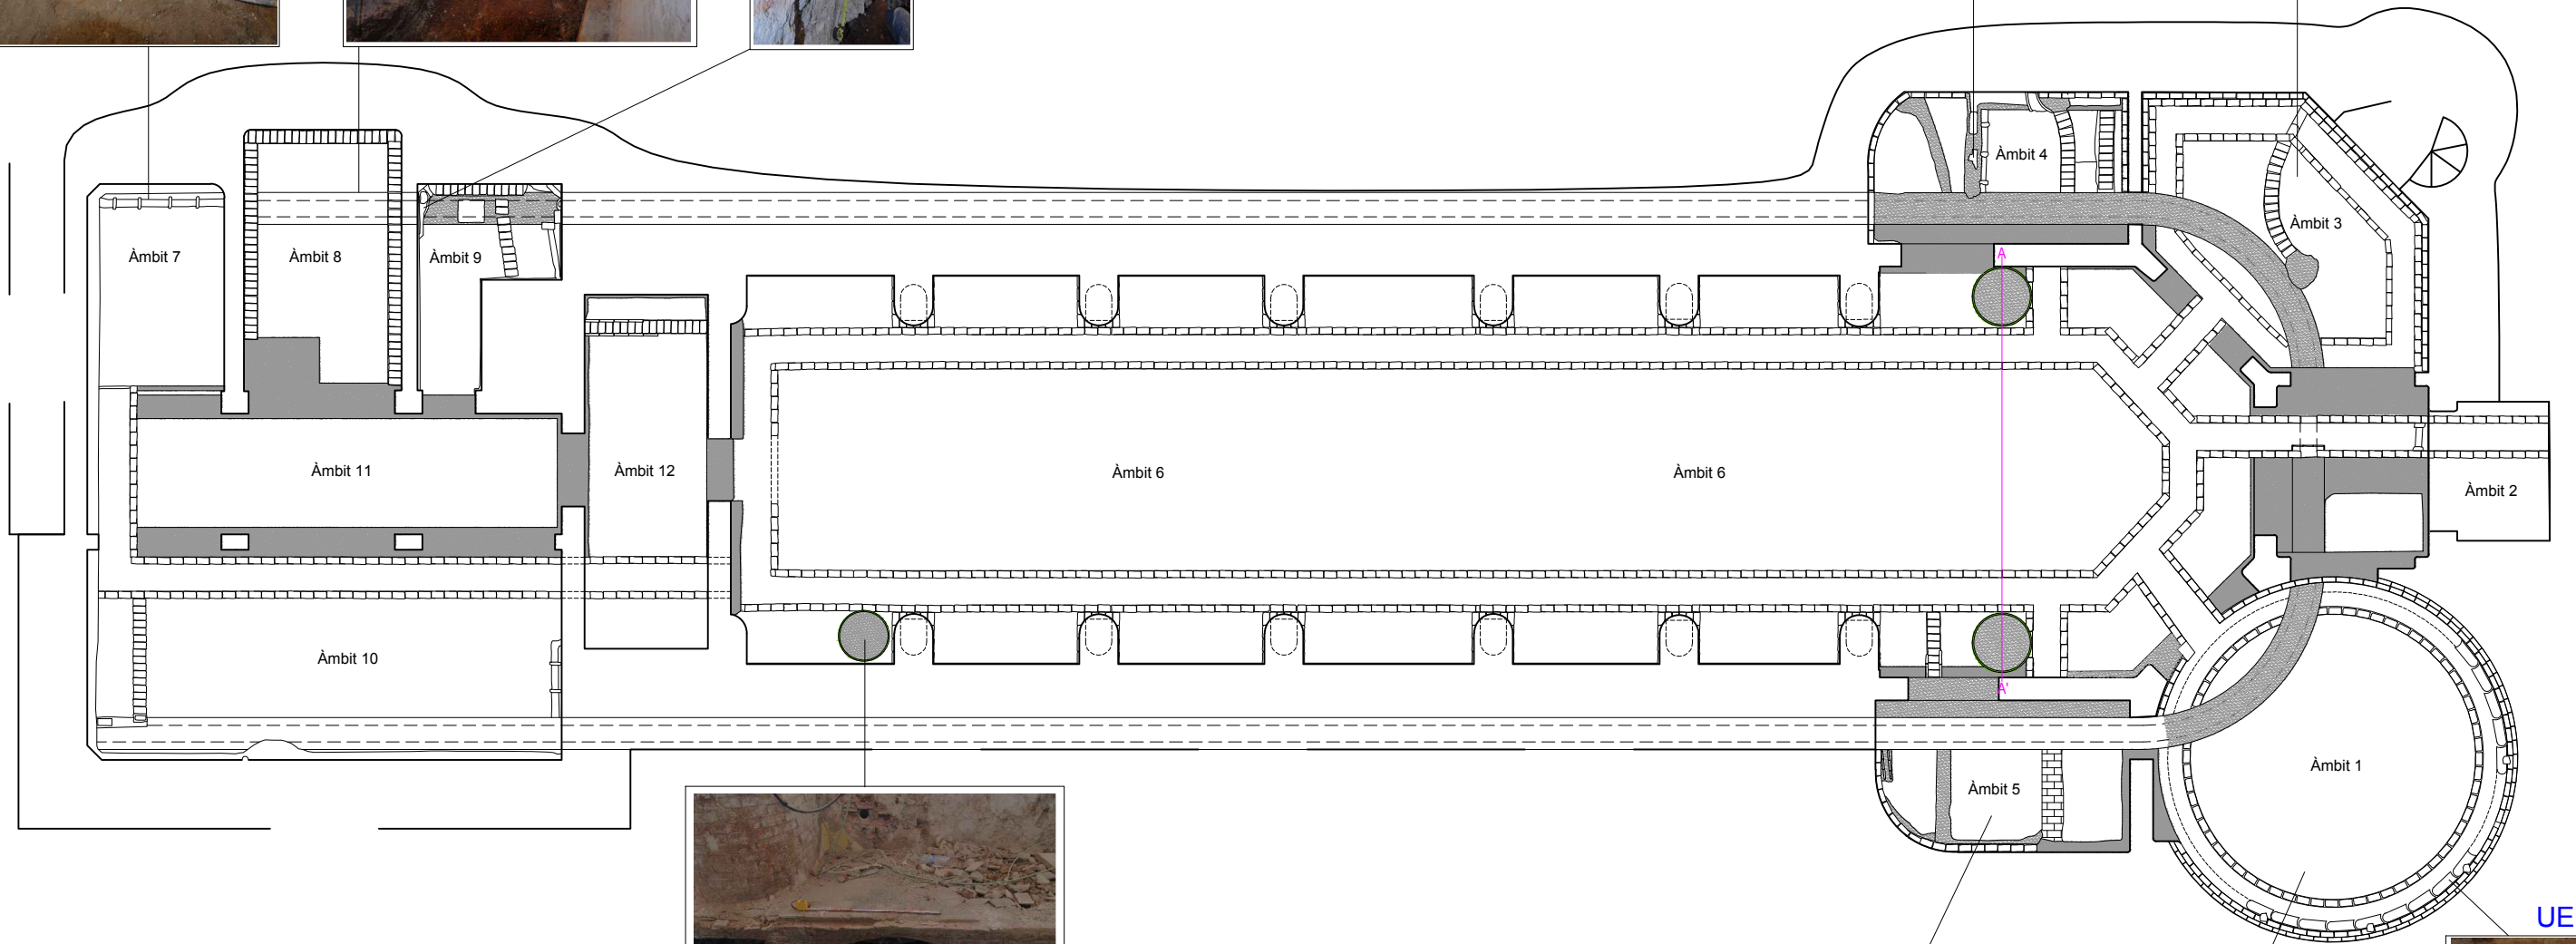 Àmbit 4
Àmbit 3
Àmbit 7
Àmbit 8
Àmbit 9
A
Àmbit 11
Àmbit 12
Àmbit 6
Àmbit 6
Àmbit 2
Àmbit 10
A'
Àmbit 5
Àmbit 1
UE